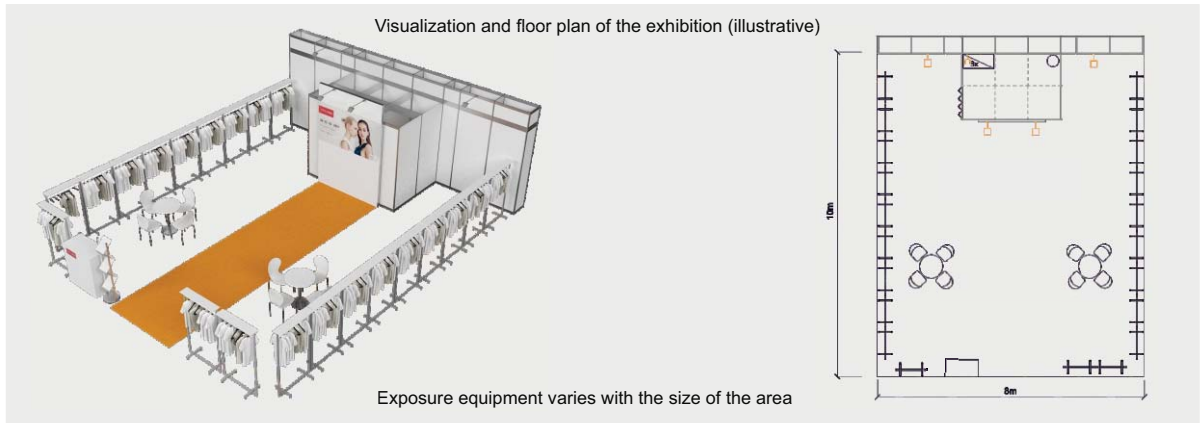 Visualization and floor plan of the exhibition (illustrative)
10m
8m
Exposure equipment varies with the size of the area